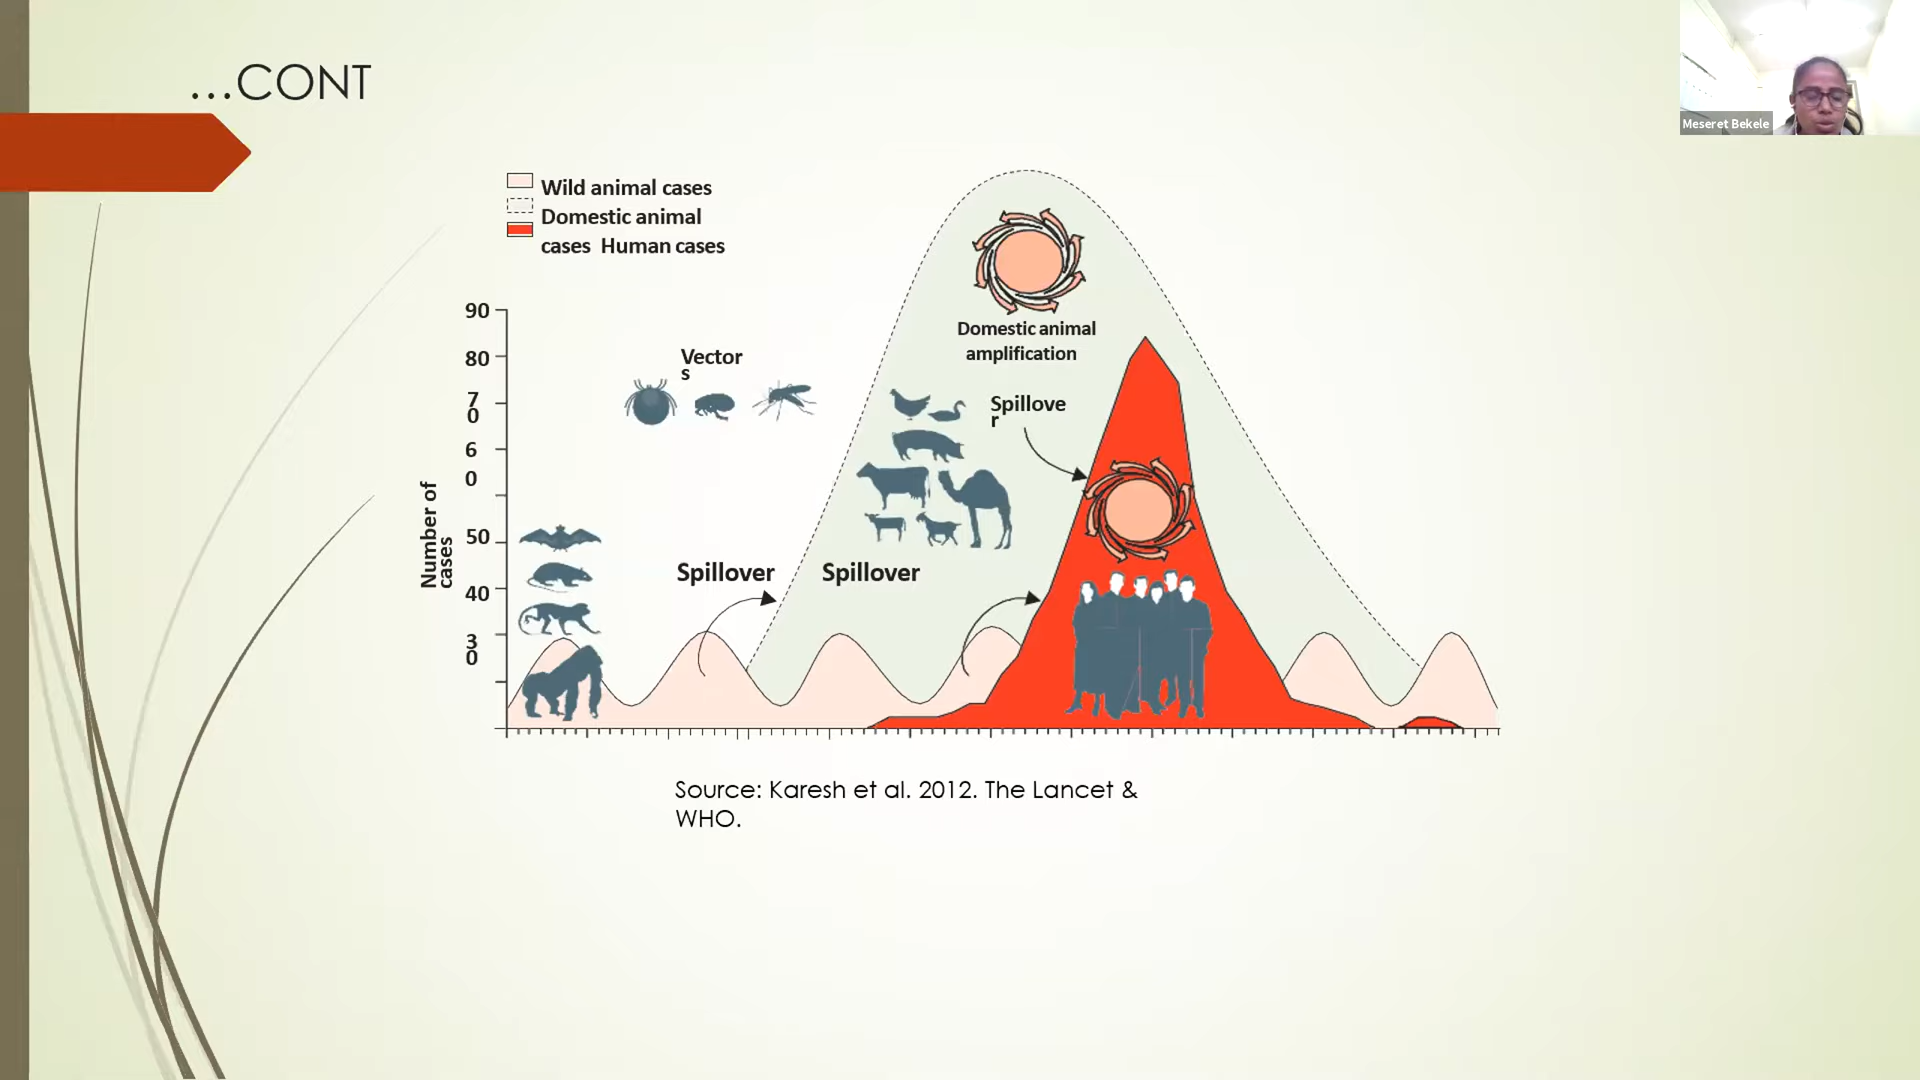 ...CONT
Meseret Bekele
Wild animal cases
Domestic animal
cases Human cases
90
80
7
0
6
0
50
40
3
0
Number of
cases
Vector
s
Domestic animal
amplification
Spillove
r
Spillover
Spillover
Source: Karesh et al. 2012. The Lancet &
WHO.